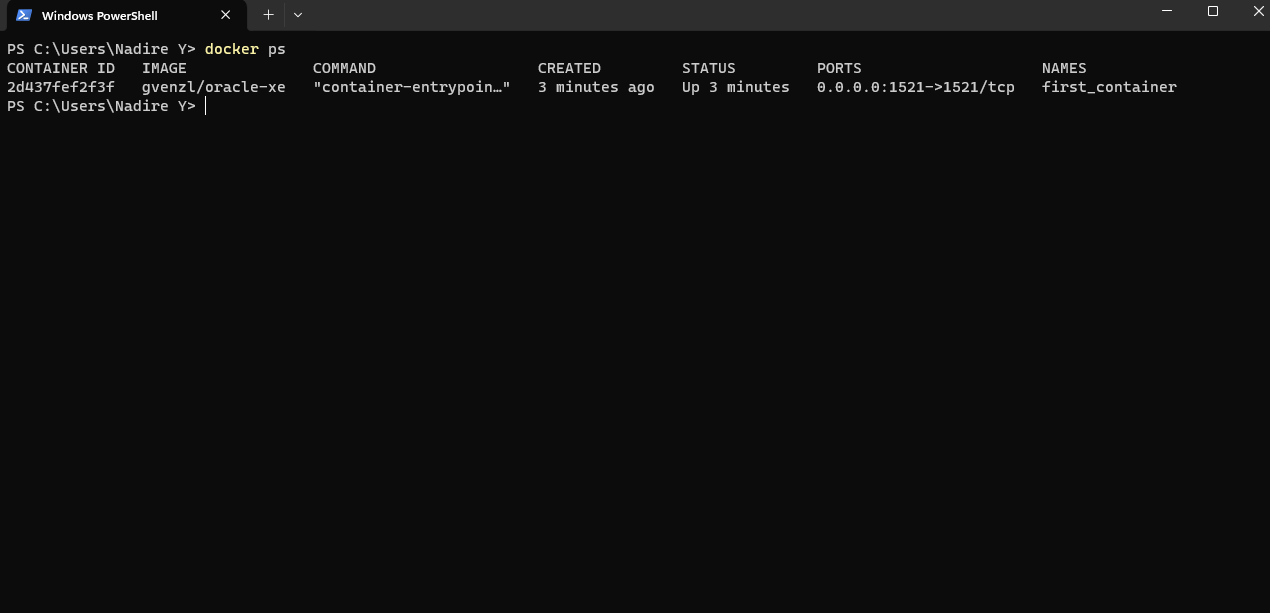 Windows PowerShell
PS C:\Users\Nadire Y> docker ps
CONTAINER ID   IMAGE              COMMAND                  CREATED         STATUS         PORTS                    NAMES
2d437fef2f3f   gvenzl/oracle-xe   "container-entrypoin…"   3 minutes ago   Up 3 minutes   0.0.0.0:1521->1521/tcp   first_container
PS C:\Users\Nadire Y>